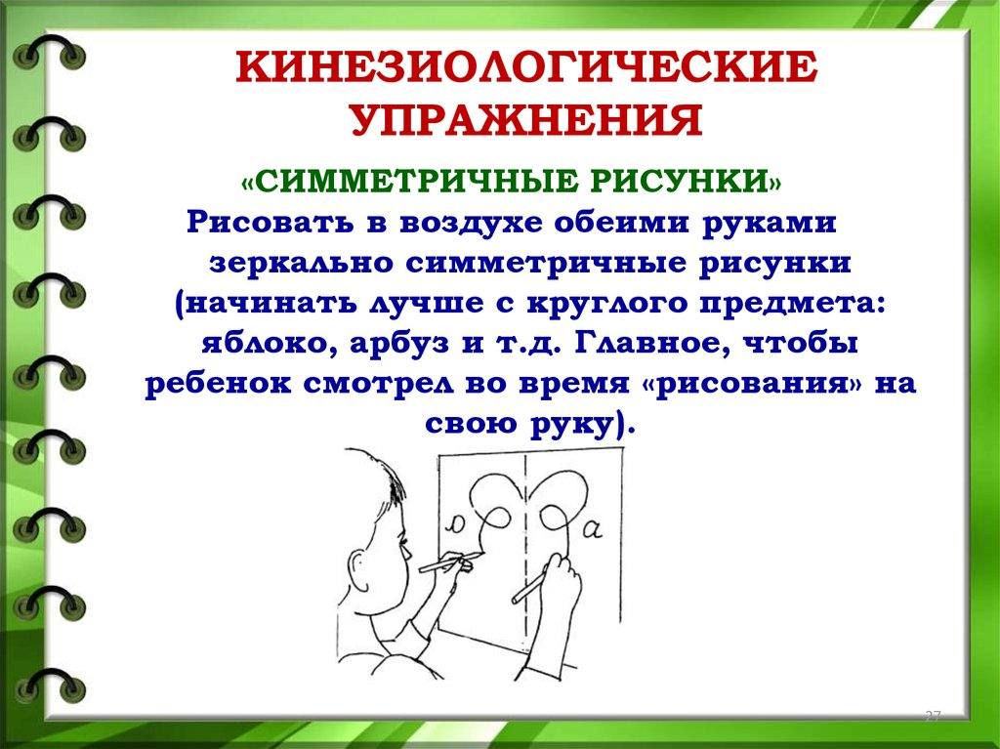 КИНЕЗИОЛОГИЧЕСКИЕ
УПРАЖНЕНИЯ
«СИММЕТРИЧНЫЕ РИСУНКИ»
Рисовать в воздухе обеими руками
зеркально симметричные рисунки
(начинать лучше с круглого предмета:
яблоко, арбуз и т.д. Главное, чтобы
ребенок смотрел во время «рисования» на
свою руку).
а
27